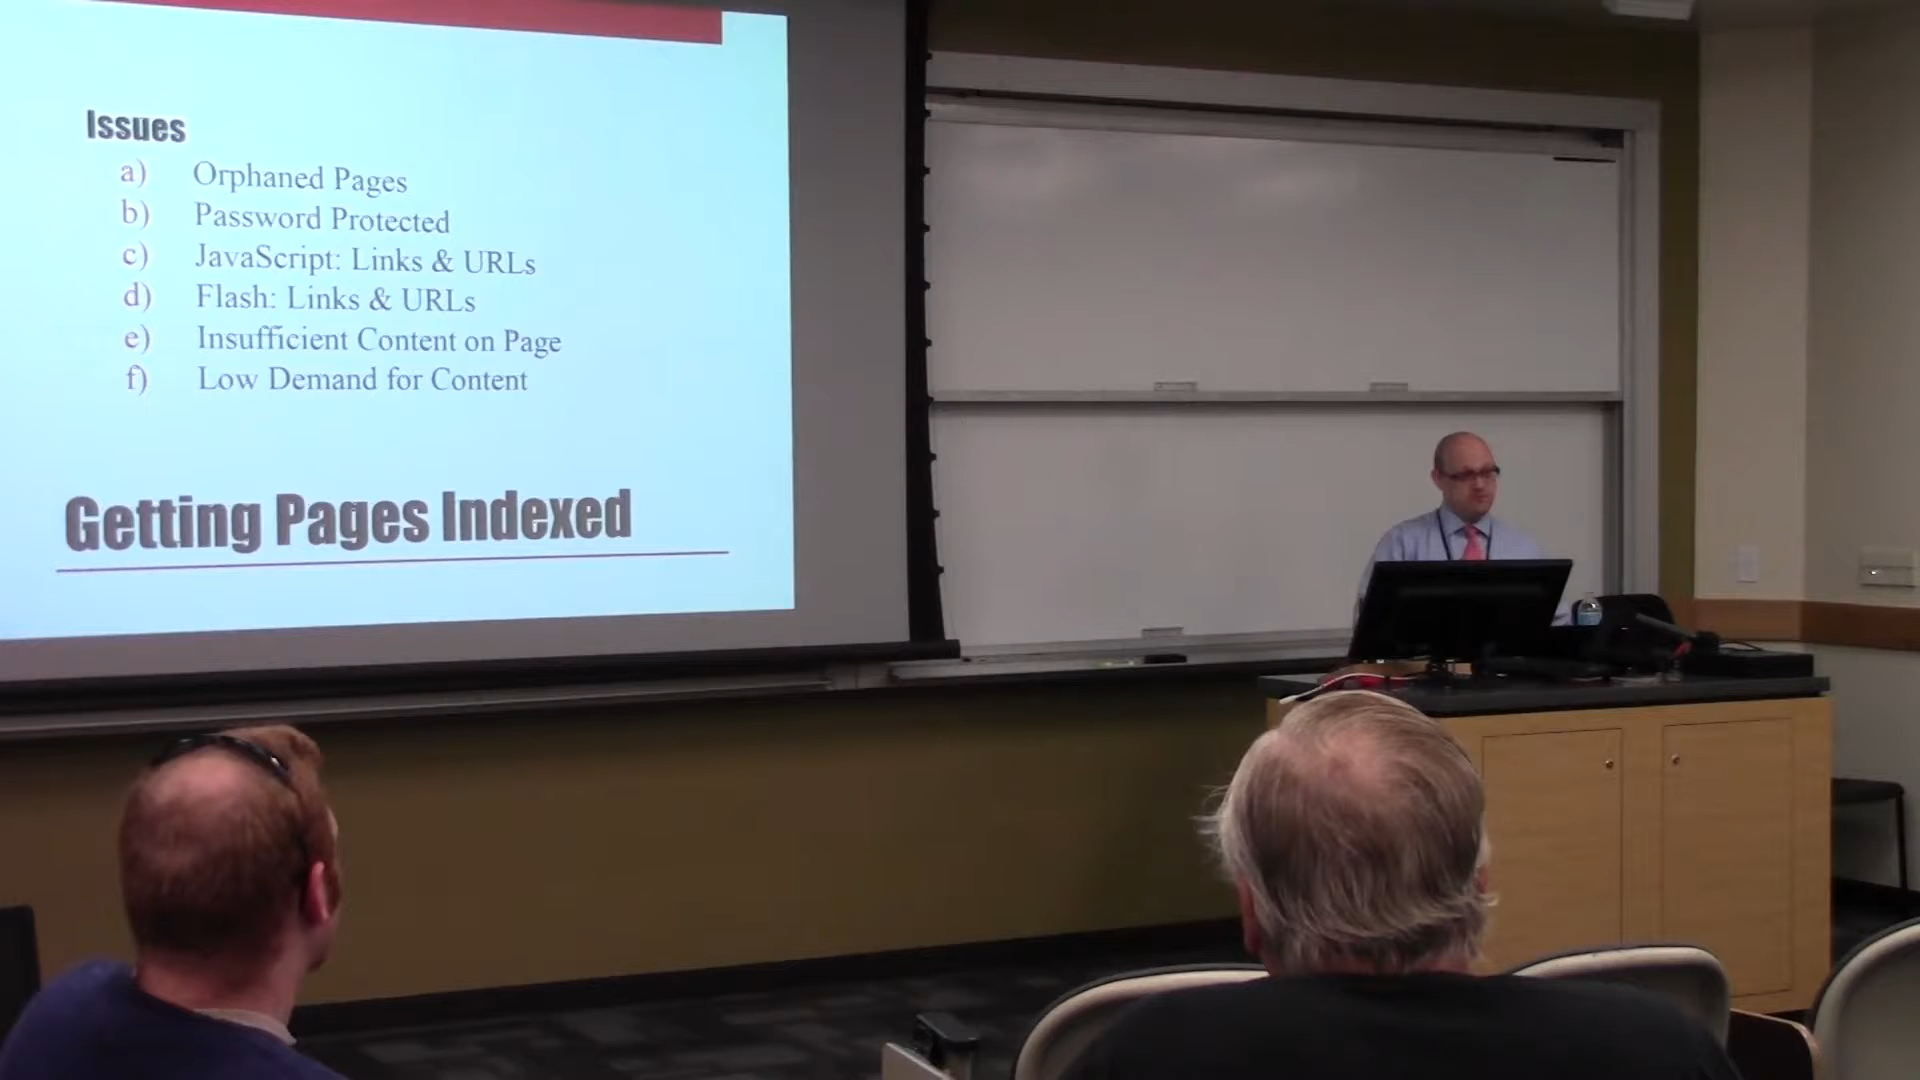 Issues
a) Orphaned Pages
b) Password Protected
c) JavaScript: Links & URLs
d) Flash: Links & URLs
e) Insufficient Content on Page
f) Low Demand for Content
Getting Pages Indexed